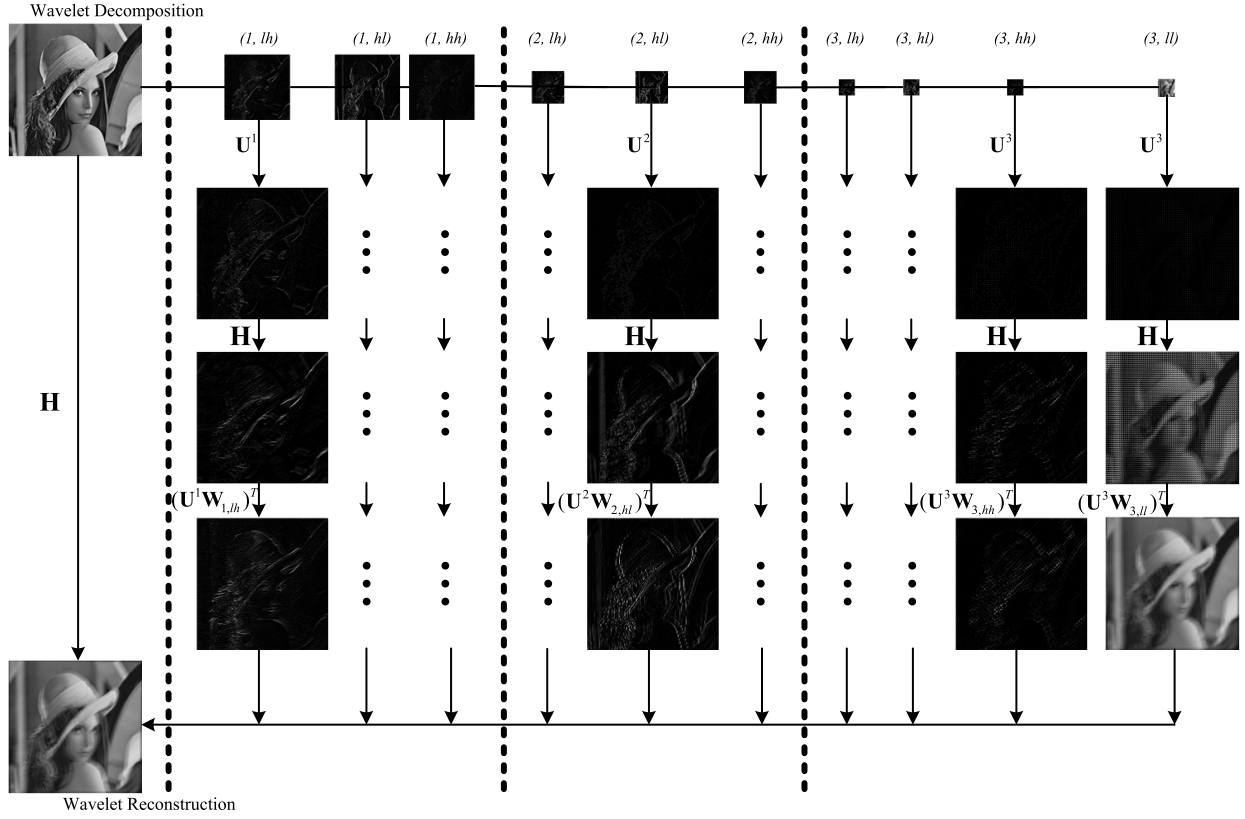 Wavelet Decomposition
(1, lh) (1, hl) (1, hh) (2, lh) (2, hl) (2, hh) (3, lh) (3, hl) (3, hh) (3, ll)
U¹ U² U³ U³
H H H H
H
(U¹W₁,lh)ᵀ (U²W₂,hl)ᵀ (U³W₃,hh)ᵀ (U³W₃,ll)ᵀ
Wavelet Reconstruction